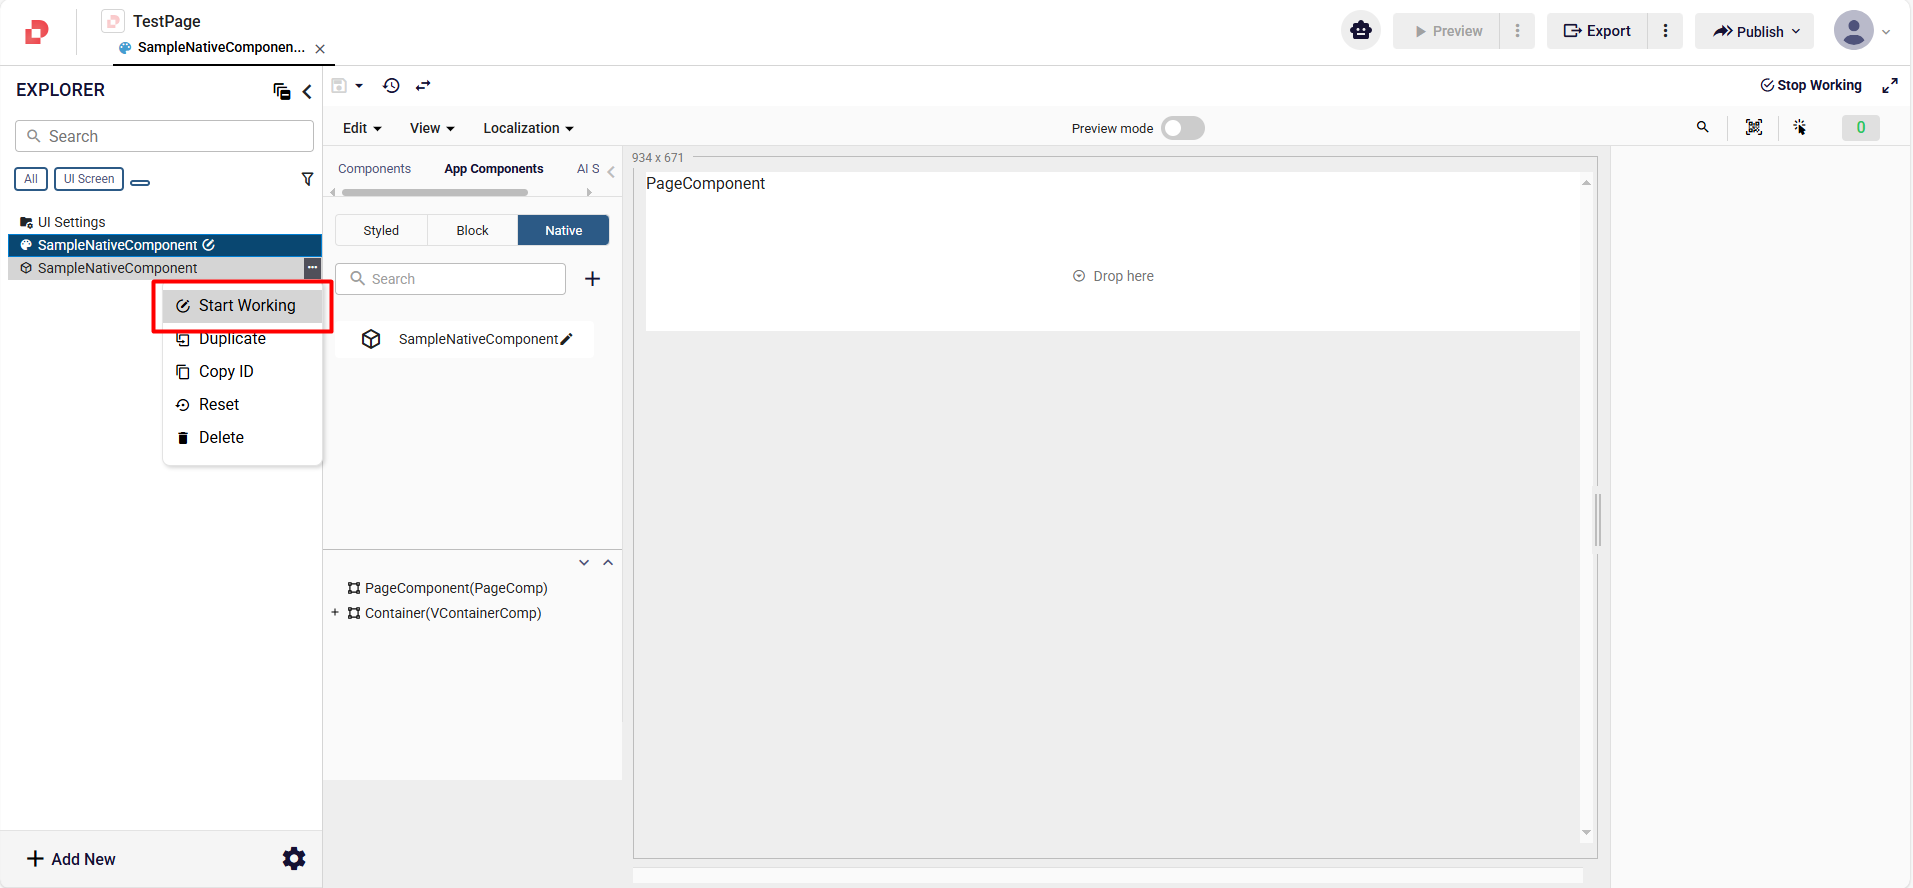 TestPage
SampleNativeComponen...
Preview
Export
Publish
EXPLORER
Stop Working
Search
Edit
View
Localization
Preview mode
0
All
UI Screen
Components
App Components
AI S
934 x 671
PageComponent
UI Settings
SampleNativeComponent
SampleNativeComponent
Styled
Block
Native
Search
Drop here
Start Working
Duplicate
Copy ID
Reset
Delete
SampleNativeComponent
PageComponent(PageComp)
+ Container(VContainerComp)
Add New